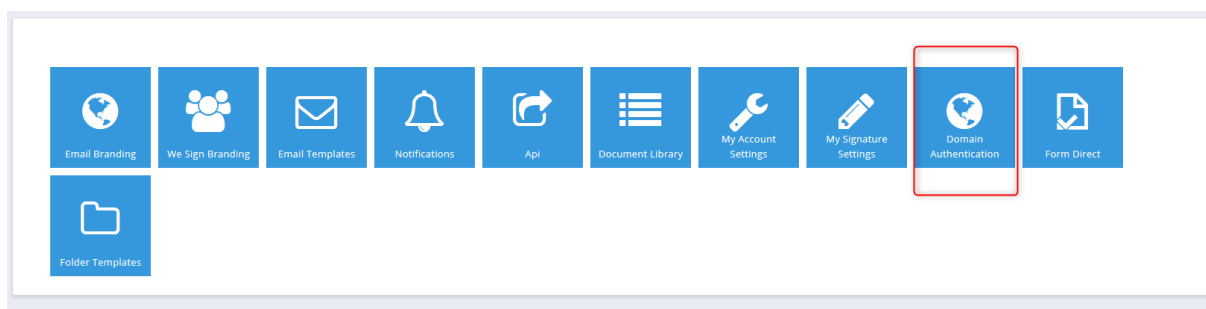 Email Branding
We Sign Branding
Email Templates
Notifications
Api
Document Library
My Account
Settings
My Signature
Settings
Domain
Authentication
Form Direct
Folder Templates